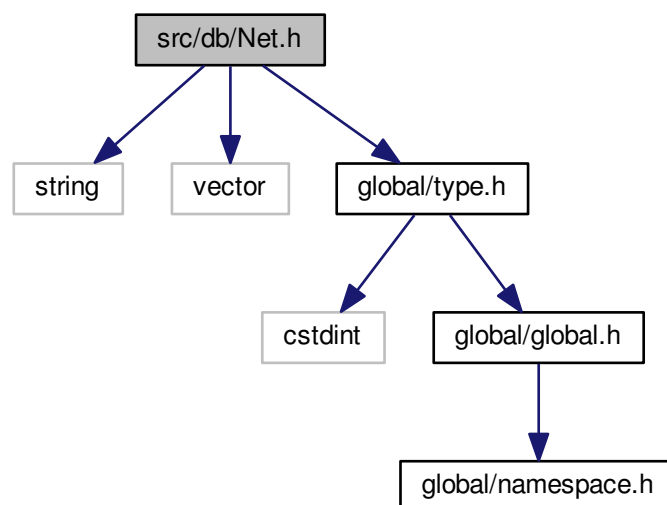 src/db/Net.h
string
vector
global/type.h
cstdint
global/global.h
global/namespace.h